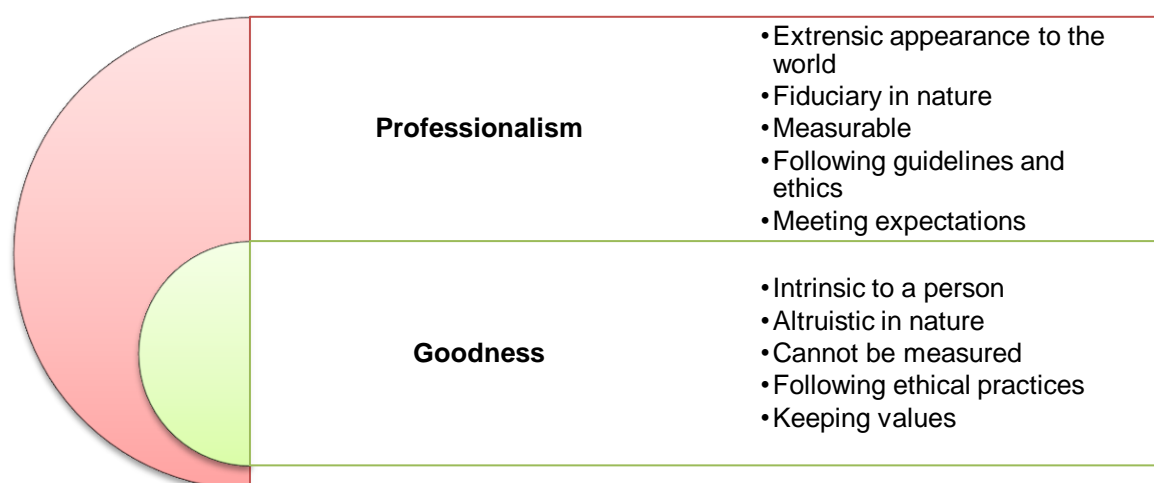 Professionalism
•Extrinsic appearance to the
world
•Fiduciary in nature
•Measurable
•Following guidelines and
ethics
•Meeting expectations
Goodness
•Intrinsic to a person
•Altruistic in nature
•Cannot be measured
•Following ethical practices
•Keeping values